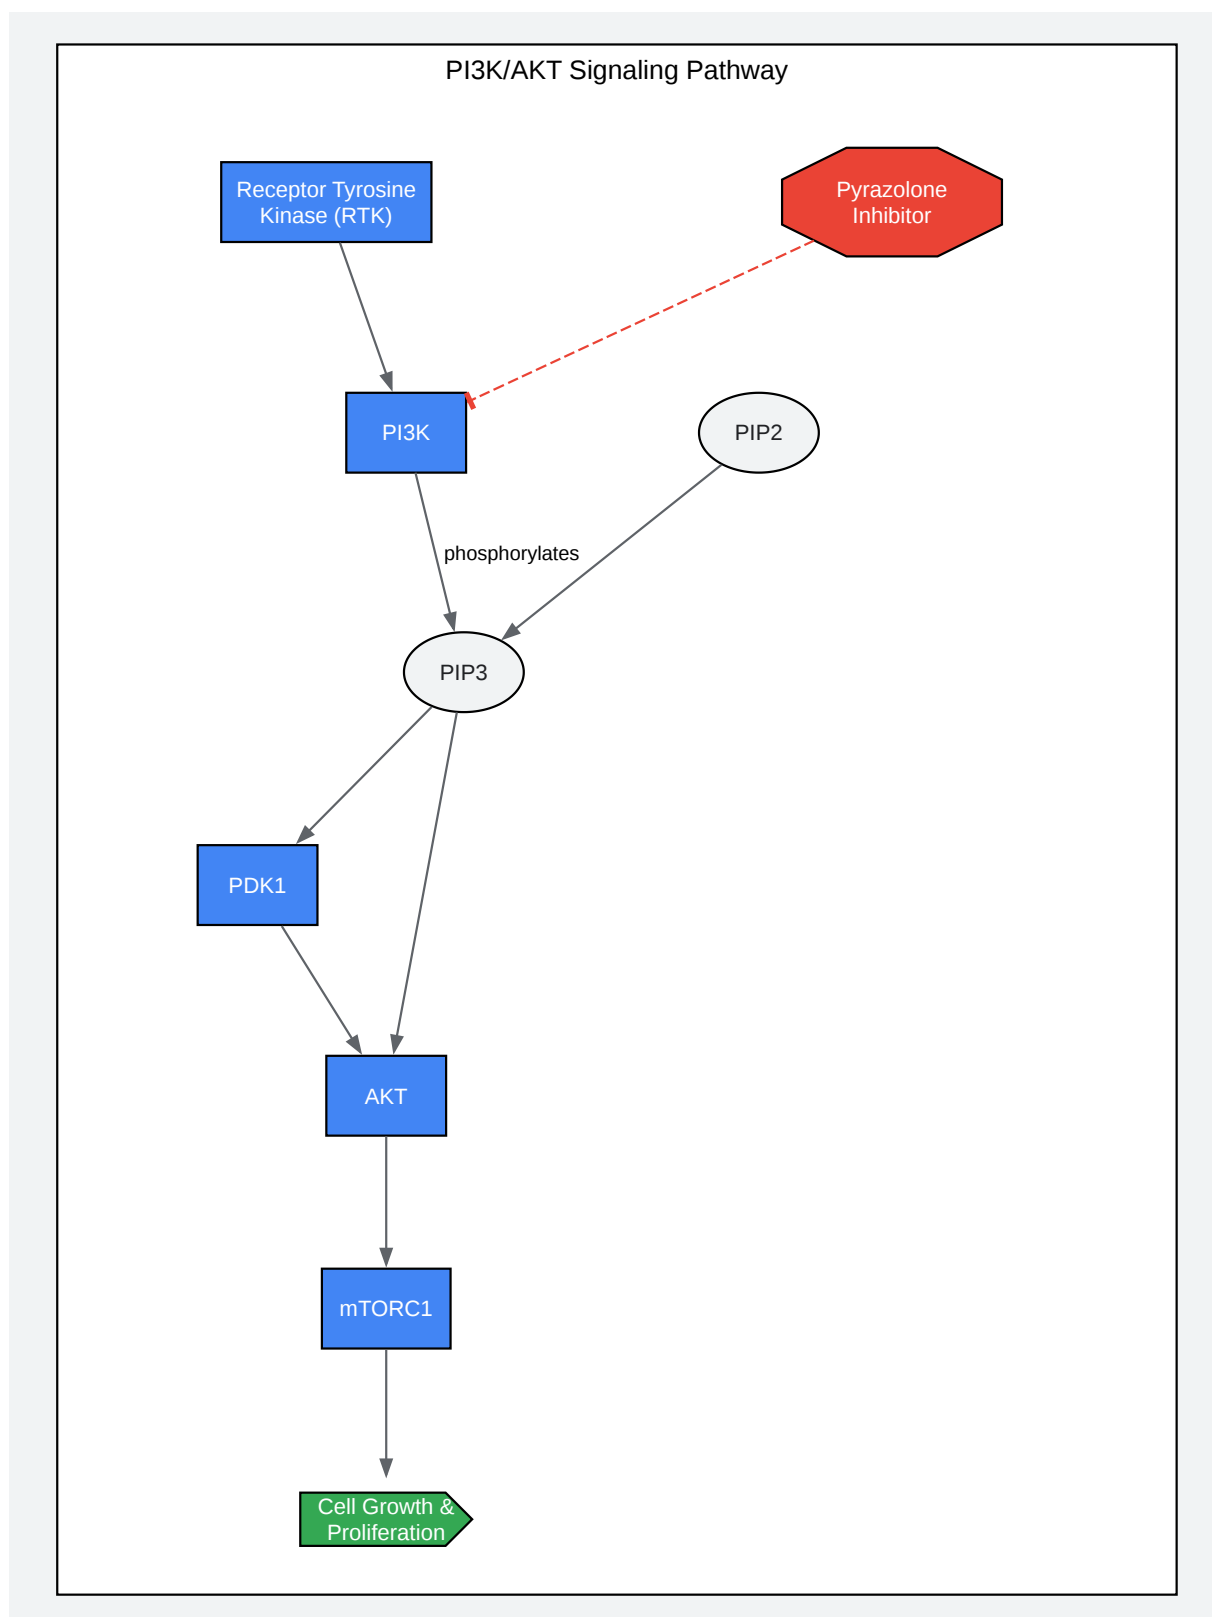 PI3K/AKT Signaling Pathway
Receptor Tyrosine
Kinase (RTK)
Pyrazolone
Inhibitor
PI3K
PIP2
phosphorylates
PIP3
PDK1
AKT
mTORC1
Cell Growth &
Proliferation